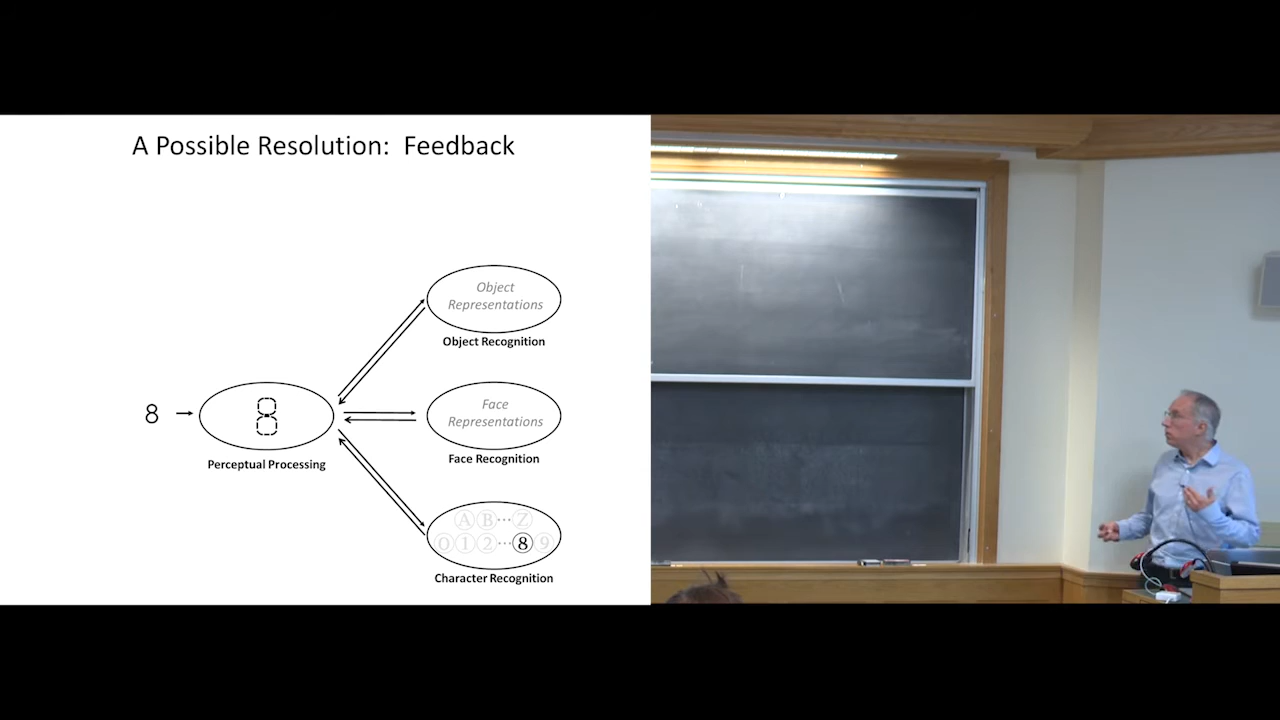 A Possible Resolution: Feedback
Object
Representations
Object Recognition
8
8
Perceptual Processing
Face
Representations
Face Recognition
A B ... Z
0 1 2 ... 8 9
Character Recognition